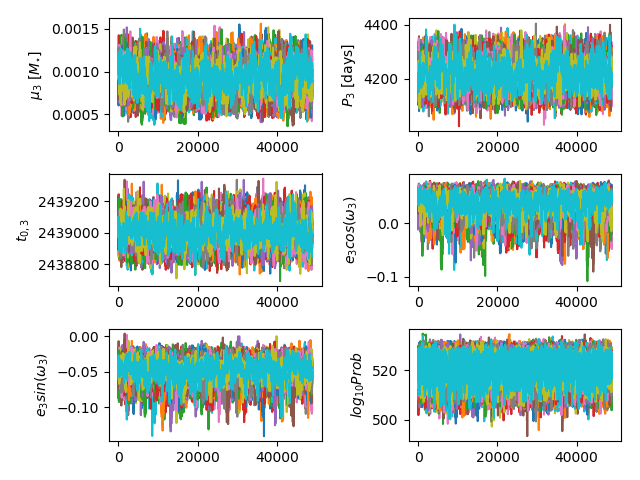 μ₃ [M⋆]
0.0015
0.0010
0.0005
0 20000 40000
P₃ [days]
4400
4200
0 20000 40000
t₀,₃
2439200
2439000
2438800
0 20000 40000
e₃cos(ω₃)
0.0
−0.1
0 20000 40000
e₃sin(ω₃)
0.00
−0.05
−0.10
0 20000 40000
log₁₀Prob
520
500
0 20000 40000